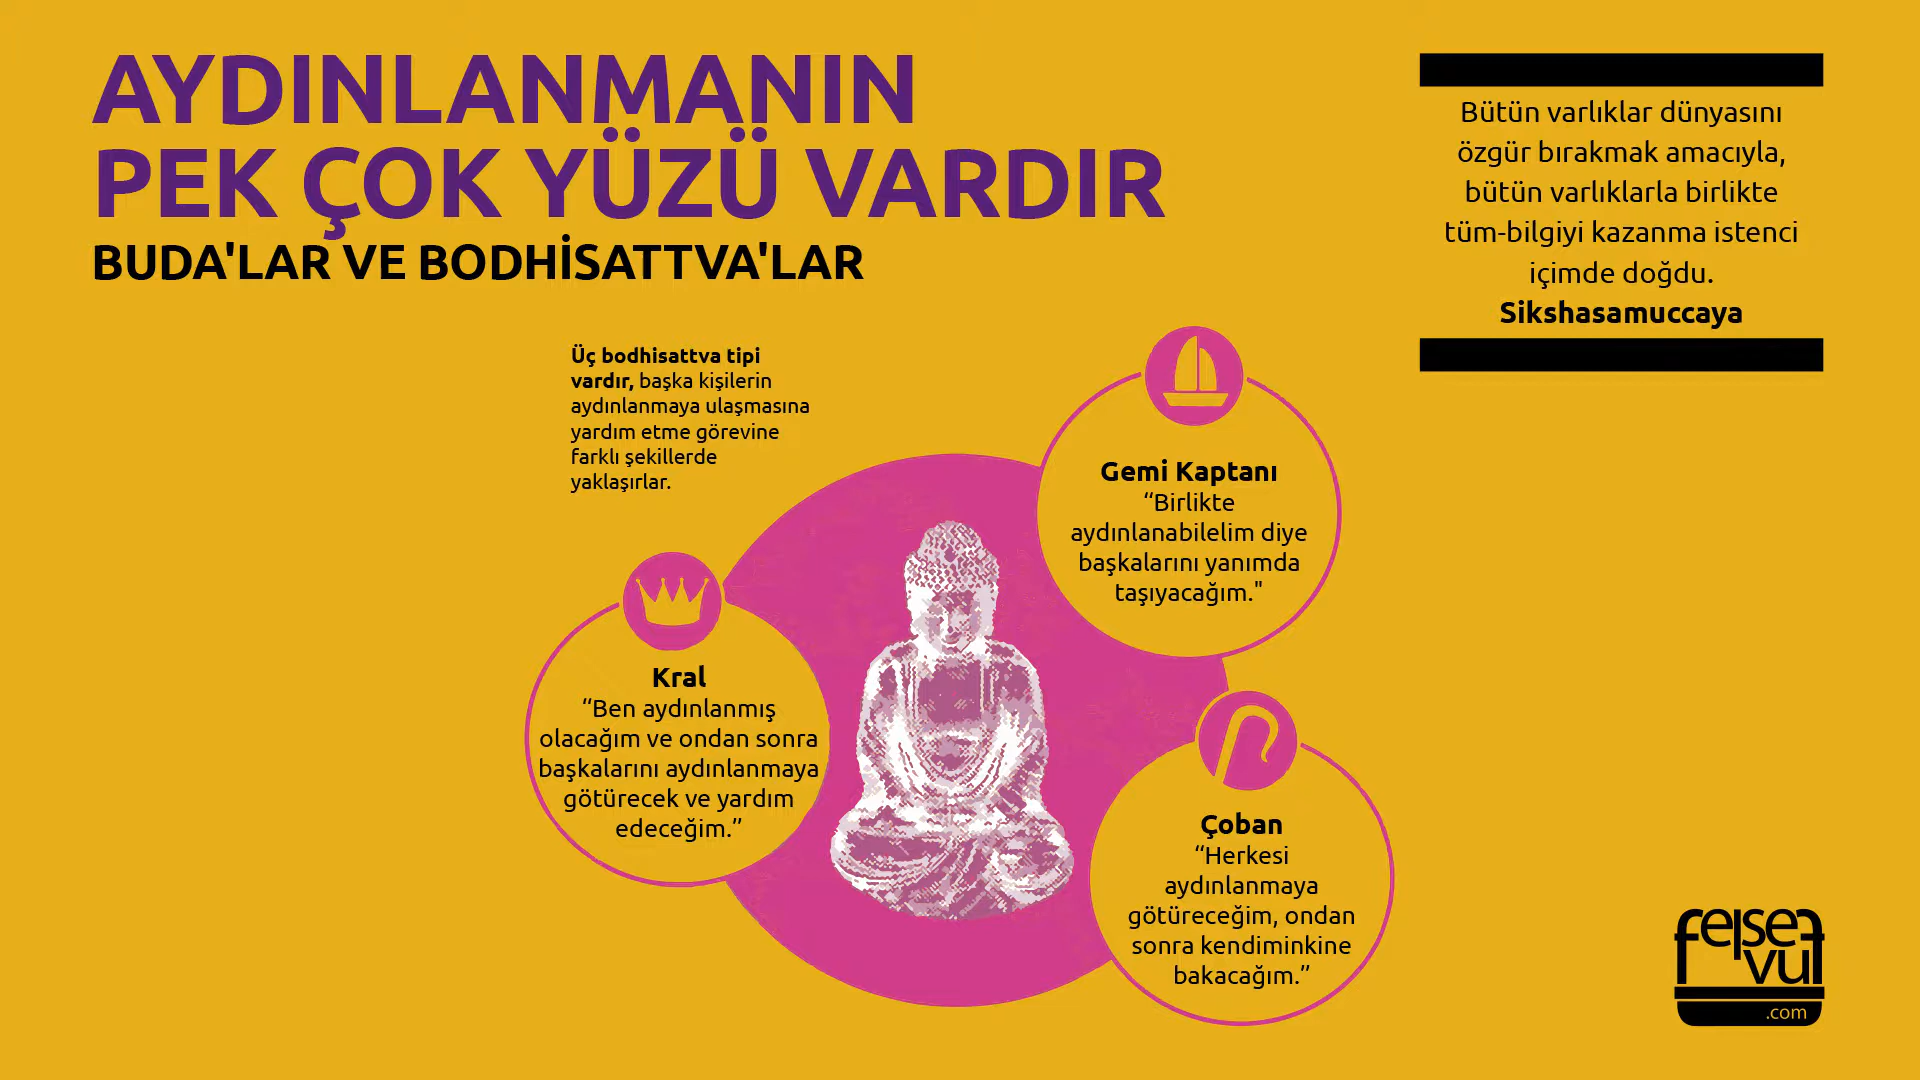 AYDINLANMANIN
PEK ÇOK YÜZÜ VARDIR
BUDA'LAR VE BODHİSATTVA'LAR
Bütün varlıklar dünyasını
özgür bırakmak amacıyla,
bütün varlıklarla birlikte
tüm-bilgiyi kazanma istenci
içimde doğdu.
Sikshasamuccaya
Üç bodhisattva tipi
vardır, başka kişilerin
aydınlanmaya ulaşmasına
yardım etme görevine
farklı şekillerde
yaklaşırlar.
Gemi Kaptanı
“Birlikte
aydınlanabilelim diye
başkalarını yanımda
taşıyacağım."
Kral
“Ben aydınlanmış
olacağım ve ondan sonra
başkalarını aydınlanmaya
götürecek ve yardım
edeceğim.”
Çoban
“Herkesi
aydınlanmaya
götüreceğim, ondan
sonra kendiminkine
bakacağım.”
felsef
vuf
.com